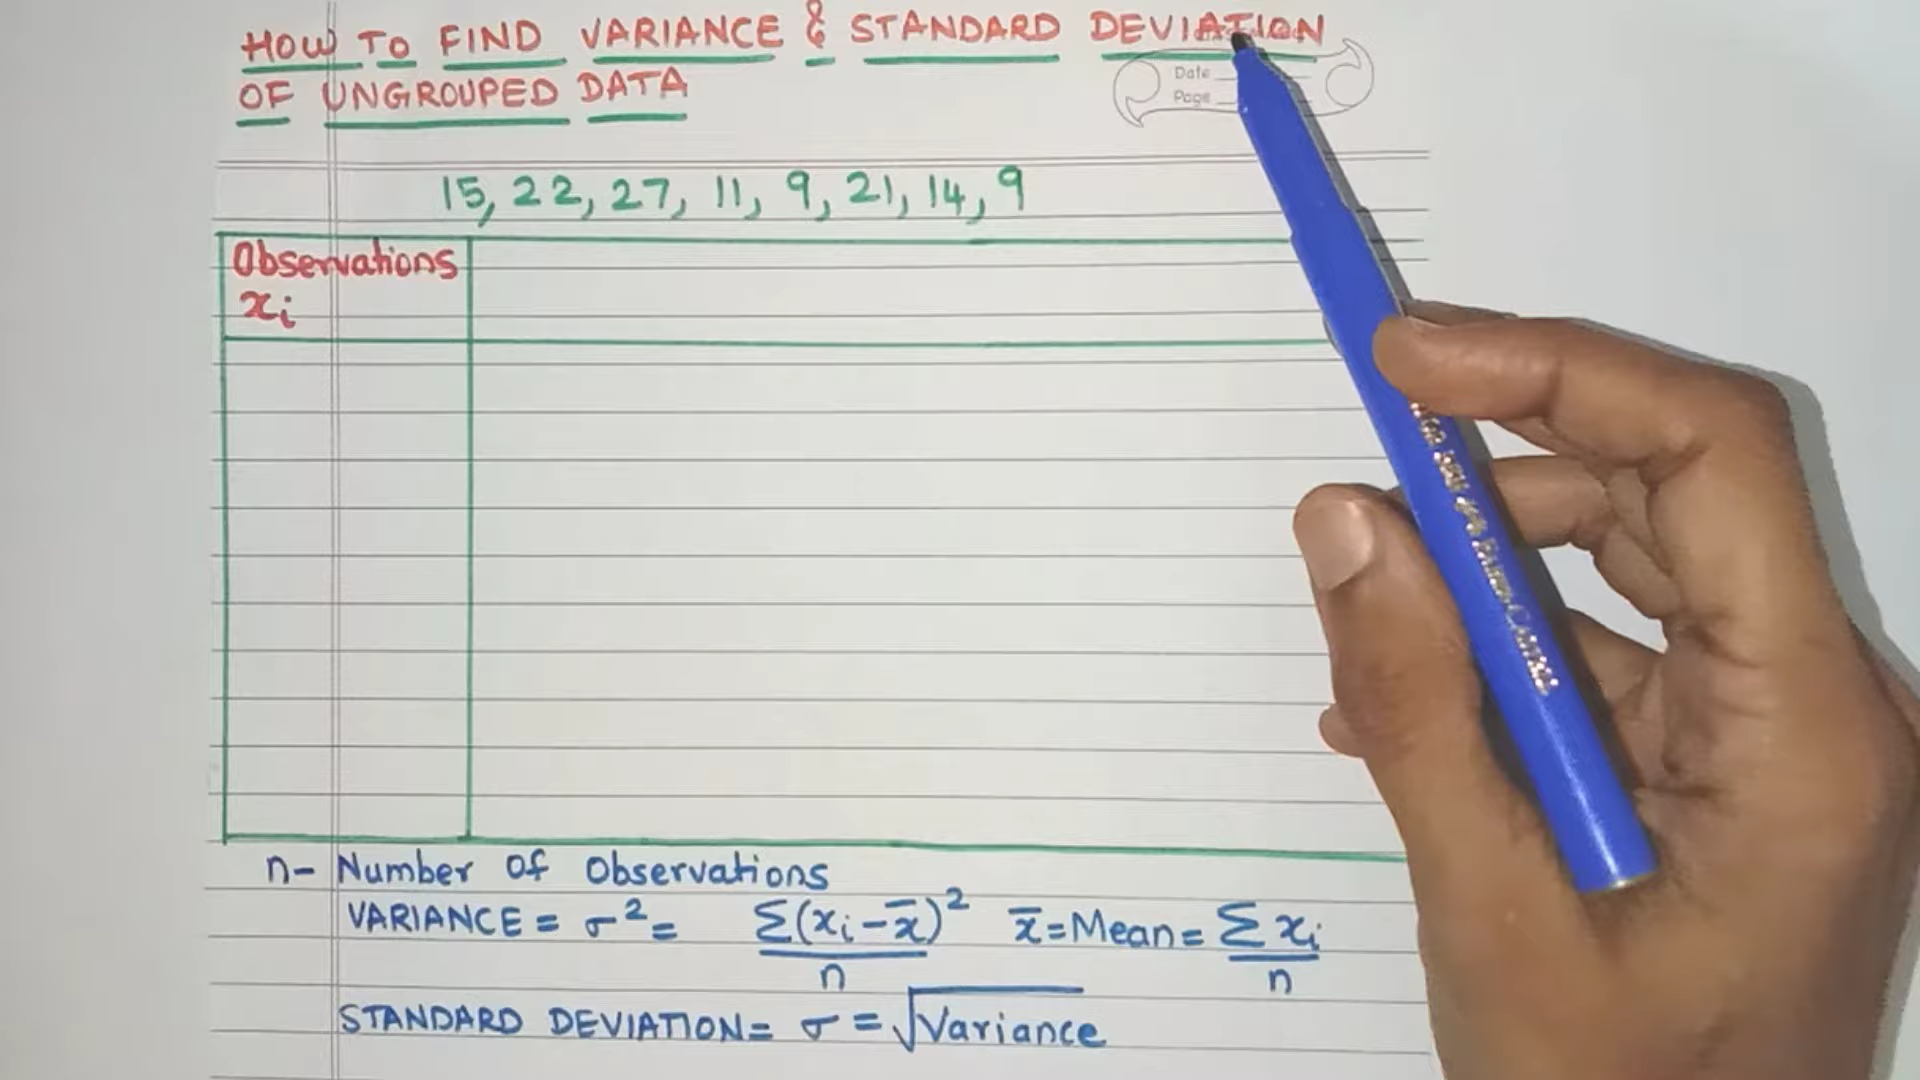 HOW TO FIND VARIANCE & STANDARD DEVIATION
OF UNGROUPED DATA
Date
Page
15, 22, 27, 11, 9, 21, 14, 9
Observations
xi
n- Number of Observations
VARIANCE = σ² = Σ(xi - x̄)² / n x̄ = Mean = Σ xi / n
STANDARD DEVIATION = σ = √Variance